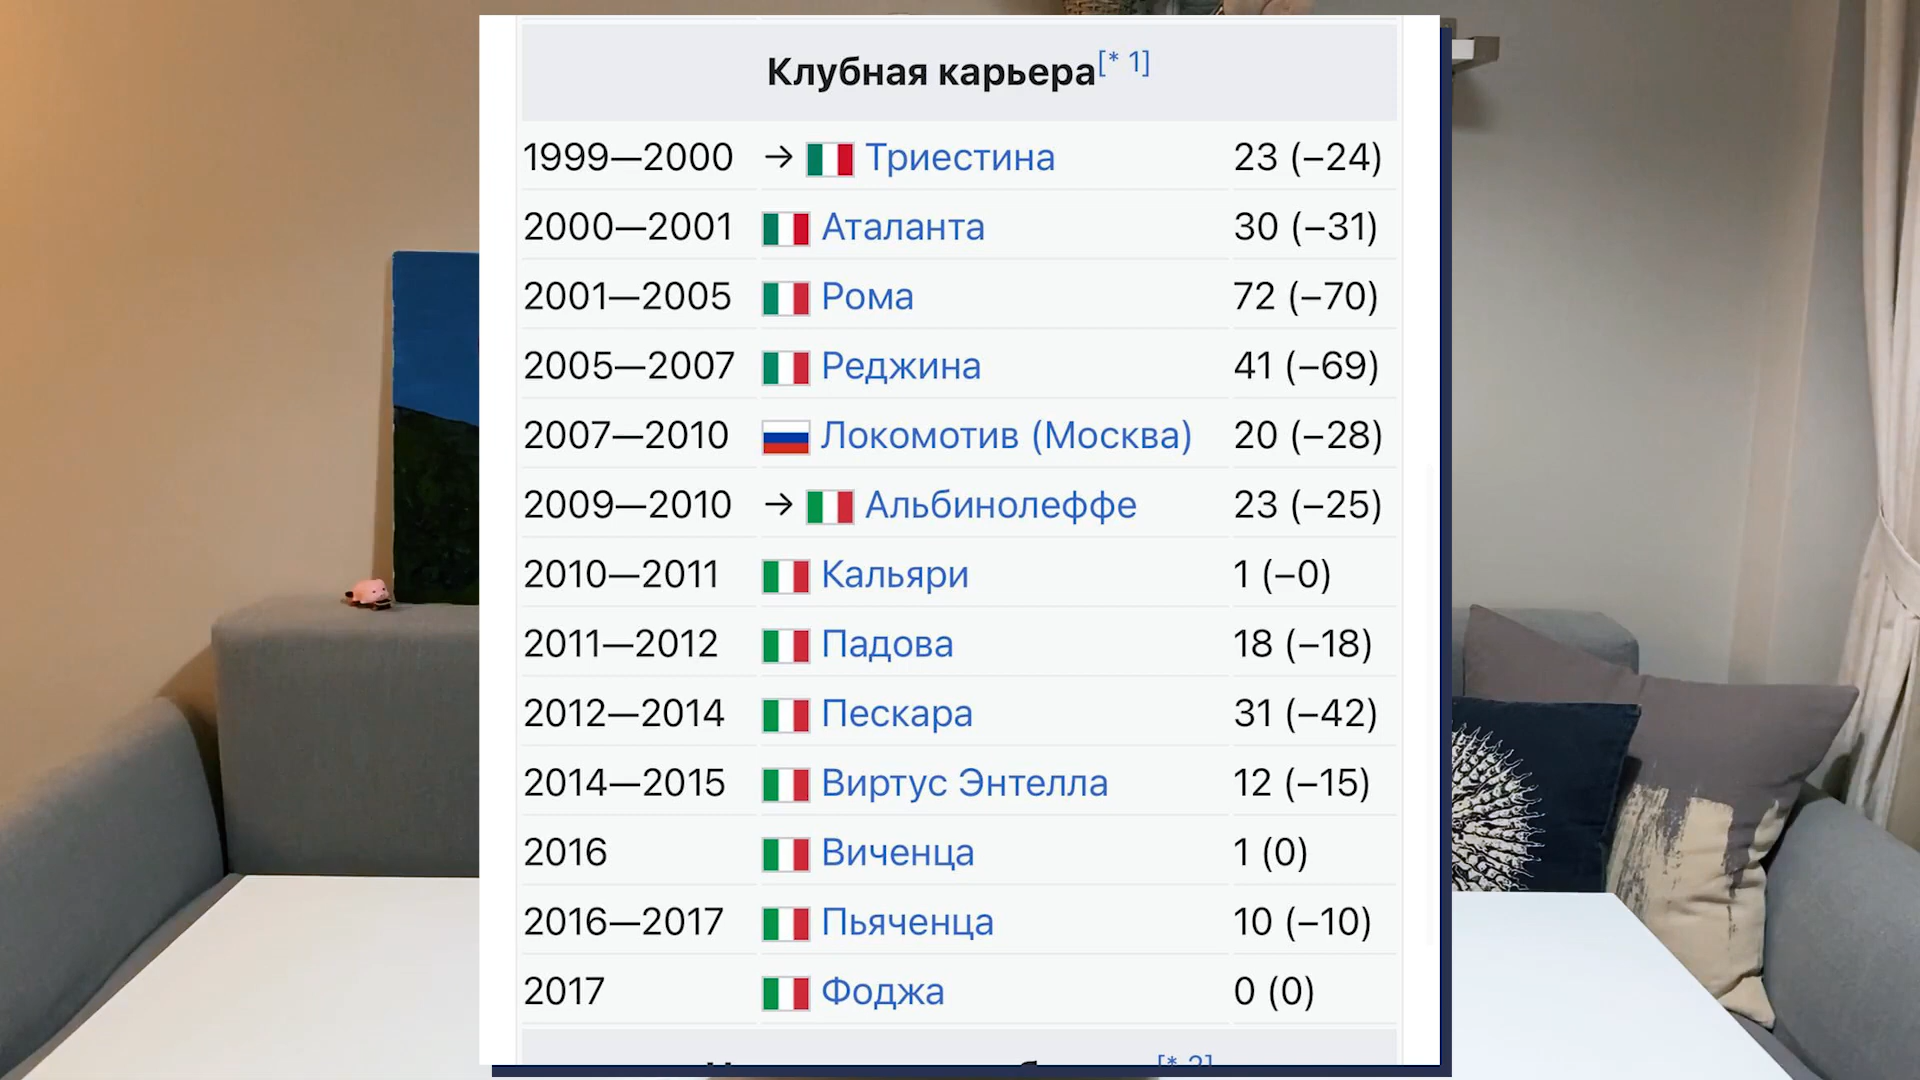 Клубная карьера[* 1]
1999—2000 → Триестина 23 (−24)
2000—2001 Аталанта 30 (−31)
2001—2005 Рома 72 (−70)
2005—2007 Реджина 41 (−69)
2007—2010 Локомотив (Москва) 20 (−28)
2009—2010 → Альбинолеффе 23 (−25)
2010—2011 Кальяри 1 (−0)
2011—2012 Падова 18 (−18)
2012—2014 Пескара 31 (−42)
2014—2015 Виртус Энтелла 12 (−15)
2016 Виченца 1 (0)
2016—2017 Пьяченца 10 (−10)
2017 Фоджа 0 (0)
[* 2]